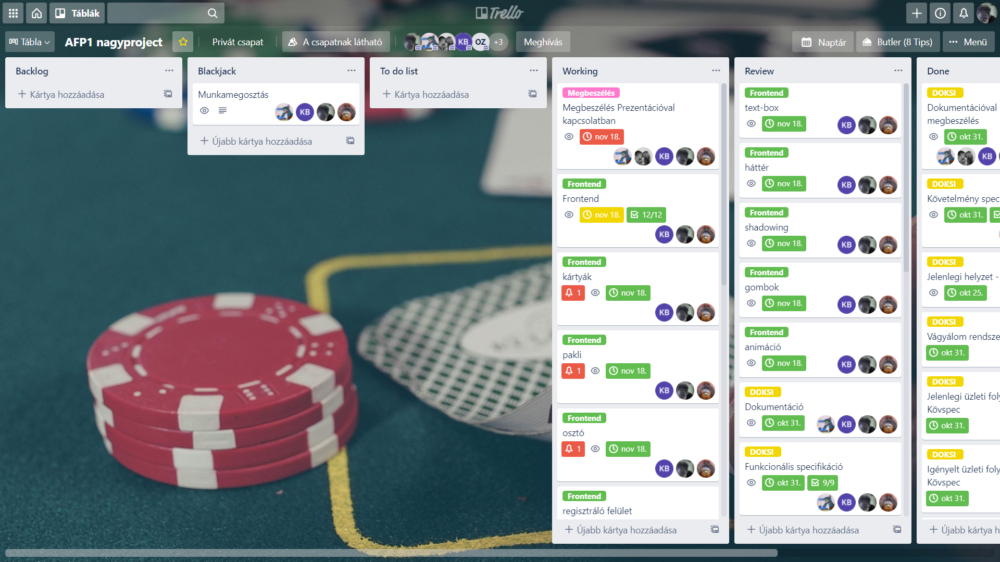 Táblák
Trello
Tábla
AFP1 nagyproject
Privát csapat
A csapatnak látható
KB
OZ
+3
Meghívás
Naptár
Butler (8 Tips)
Menü
Backlog
Kártya hozzáadása
Blackjack
Munkamegosztás
KB
Újabb kártya hozzáadása
To do list
Kártya hozzáadása
Working
Megbeszélés
Megbeszélés Prezentációval
kapcsolatban
nov 18.
KB
Frontend
Frontend
nov 18. 12/12
KB
Frontend
kártyák
1 nov 18.
KB
Frontend
pakli
1 nov 18.
KB
Frontend
osztó
1 nov 18.
KB
Frontend
regisztráló felület
Újabb kártya hozzáadása
Review
Frontend
text-box
nov 18. KB
Frontend
háttér
nov 18. KB
Frontend
shadowing
nov 18. KB
Frontend
gombok
nov 18. KB
Frontend
animáció
nov 18. KB
DOKSI
Dokumentáció
okt 31. KB
DOKSI
Funkcionális specifikáció
okt 31. 9/9
KB
Újabb kártya hozzáadása
Done
DOKSI
Dokumentációval
megbeszélés
okt 31.
KB
DOKSI
Követelmény spec
okt 31.
DOKSI
Jelenlegi helyzet -
okt 25.
DOKSI
Vágyálom rendsze
okt 31.
DOKSI
Jelenlegi üzleti foly
Kövspec
okt 31.
DOKSI
Igényelt üzleti foly
Kövspec
okt 31.
Újabb kártya h